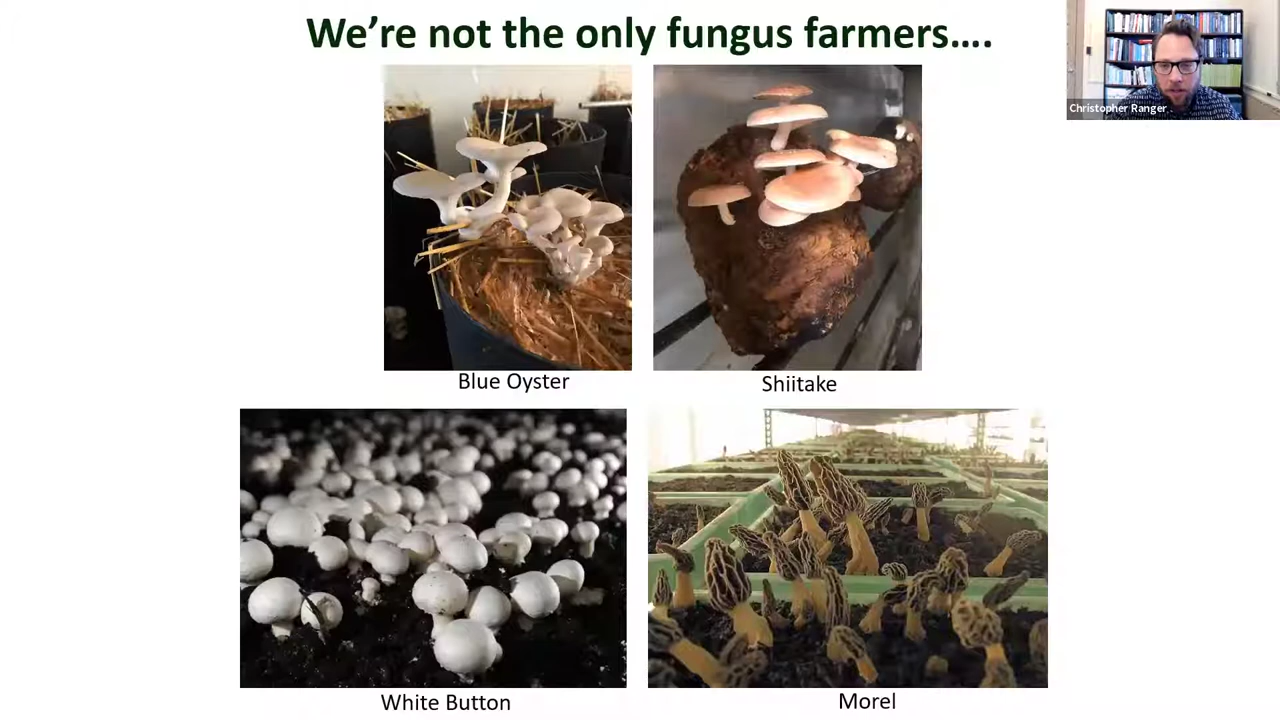 We're not the only fungus farmers....
Christopher Ranger
Blue Oyster
Shiitake
White Button
Morel